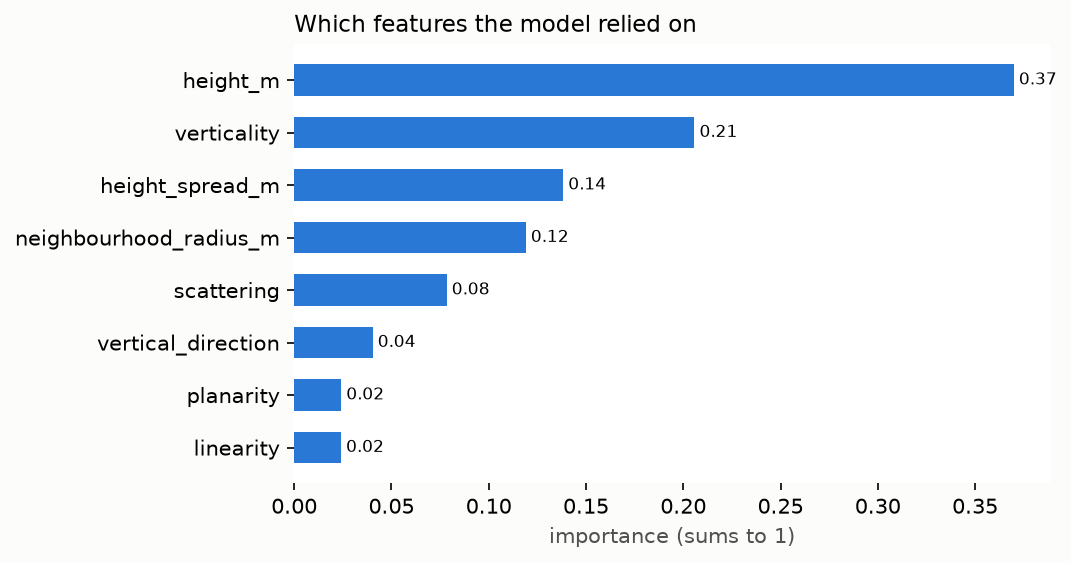 Which features the model relied on
height_m 0.37
verticality 0.21
height_spread_m 0.14
neighbourhood_radius_m 0.12
scattering 0.08
vertical_direction 0.04
planarity 0.02
linearity 0.02
0.00 0.05 0.10 0.15 0.20 0.25 0.30 0.35
importance (sums to 1)